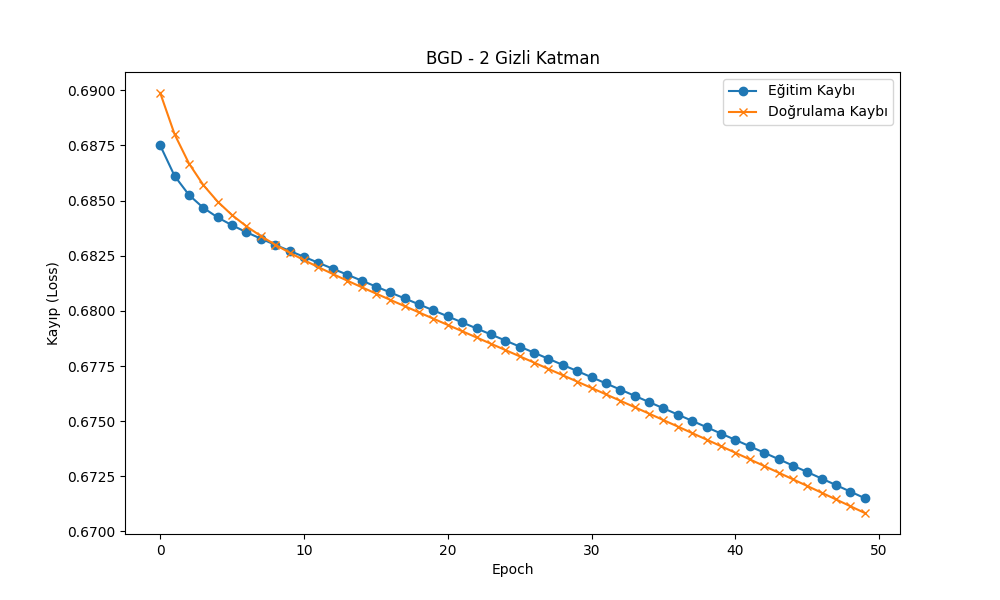 BGD - 2 Gizli Katman
Eğitim Kaybı
Doğrulama Kaybı
Kayıp (Loss)
0.6900
0.6875
0.6850
0.6825
0.6800
0.6775
0.6750
0.6725
0.6700
0 10 20 30 40 50
Epoch